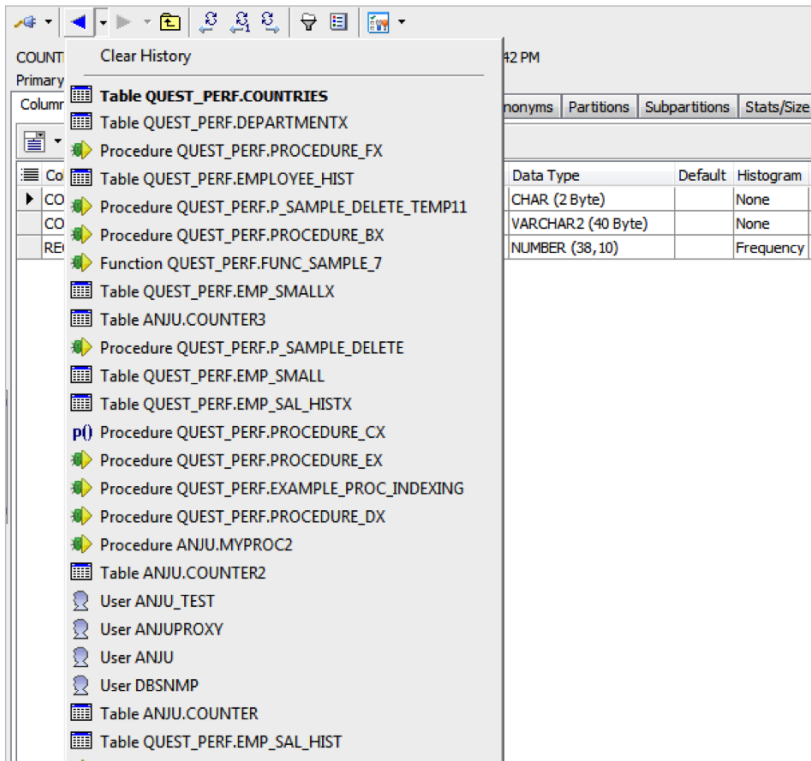 COUNT
42 PM
Primary
Column
nonyms Partitions Subpartitions Stats/Size
Co
Data Type Default Histogram
CO
CHAR (2 Byte) None
CO
VARCHAR2 (40 Byte) None
REG
NUMBER (38,10) Frequency
Clear History
Table QUEST_PERF.COUNTRIES
Table QUEST_PERF.DEPARTMENTX
Procedure QUEST_PERF.PROCEDURE_FX
Table QUEST_PERF.EMPLOYEE_HIST
Procedure QUEST_PERF.P_SAMPLE_DELETE_TEMP11
Procedure QUEST_PERF.PROCEDURE_BX
Function QUEST_PERF.FUNC_SAMPLE_7
Table QUEST_PERF.EMP_SMALLX
Table ANJU.COUNTER3
Procedure QUEST_PERF.P_SAMPLE_DELETE
Table QUEST_PERF.EMP_SMALL
Table QUEST_PERF.EMP_SAL_HISTX
p() Procedure QUEST_PERF.PROCEDURE_CX
Procedure QUEST_PERF.PROCEDURE_EX
Procedure QUEST_PERF.EXAMPLE_PROC_INDEXING
Procedure QUEST_PERF.PROCEDURE_DX
Procedure ANJU.MYPROC2
Table ANJU.COUNTER2
User ANJU_TEST
User ANJUPROXY
User ANJU
User DBSNMP
Table ANJU.COUNTER
Table QUEST_PERF.EMP_SAL_HIST